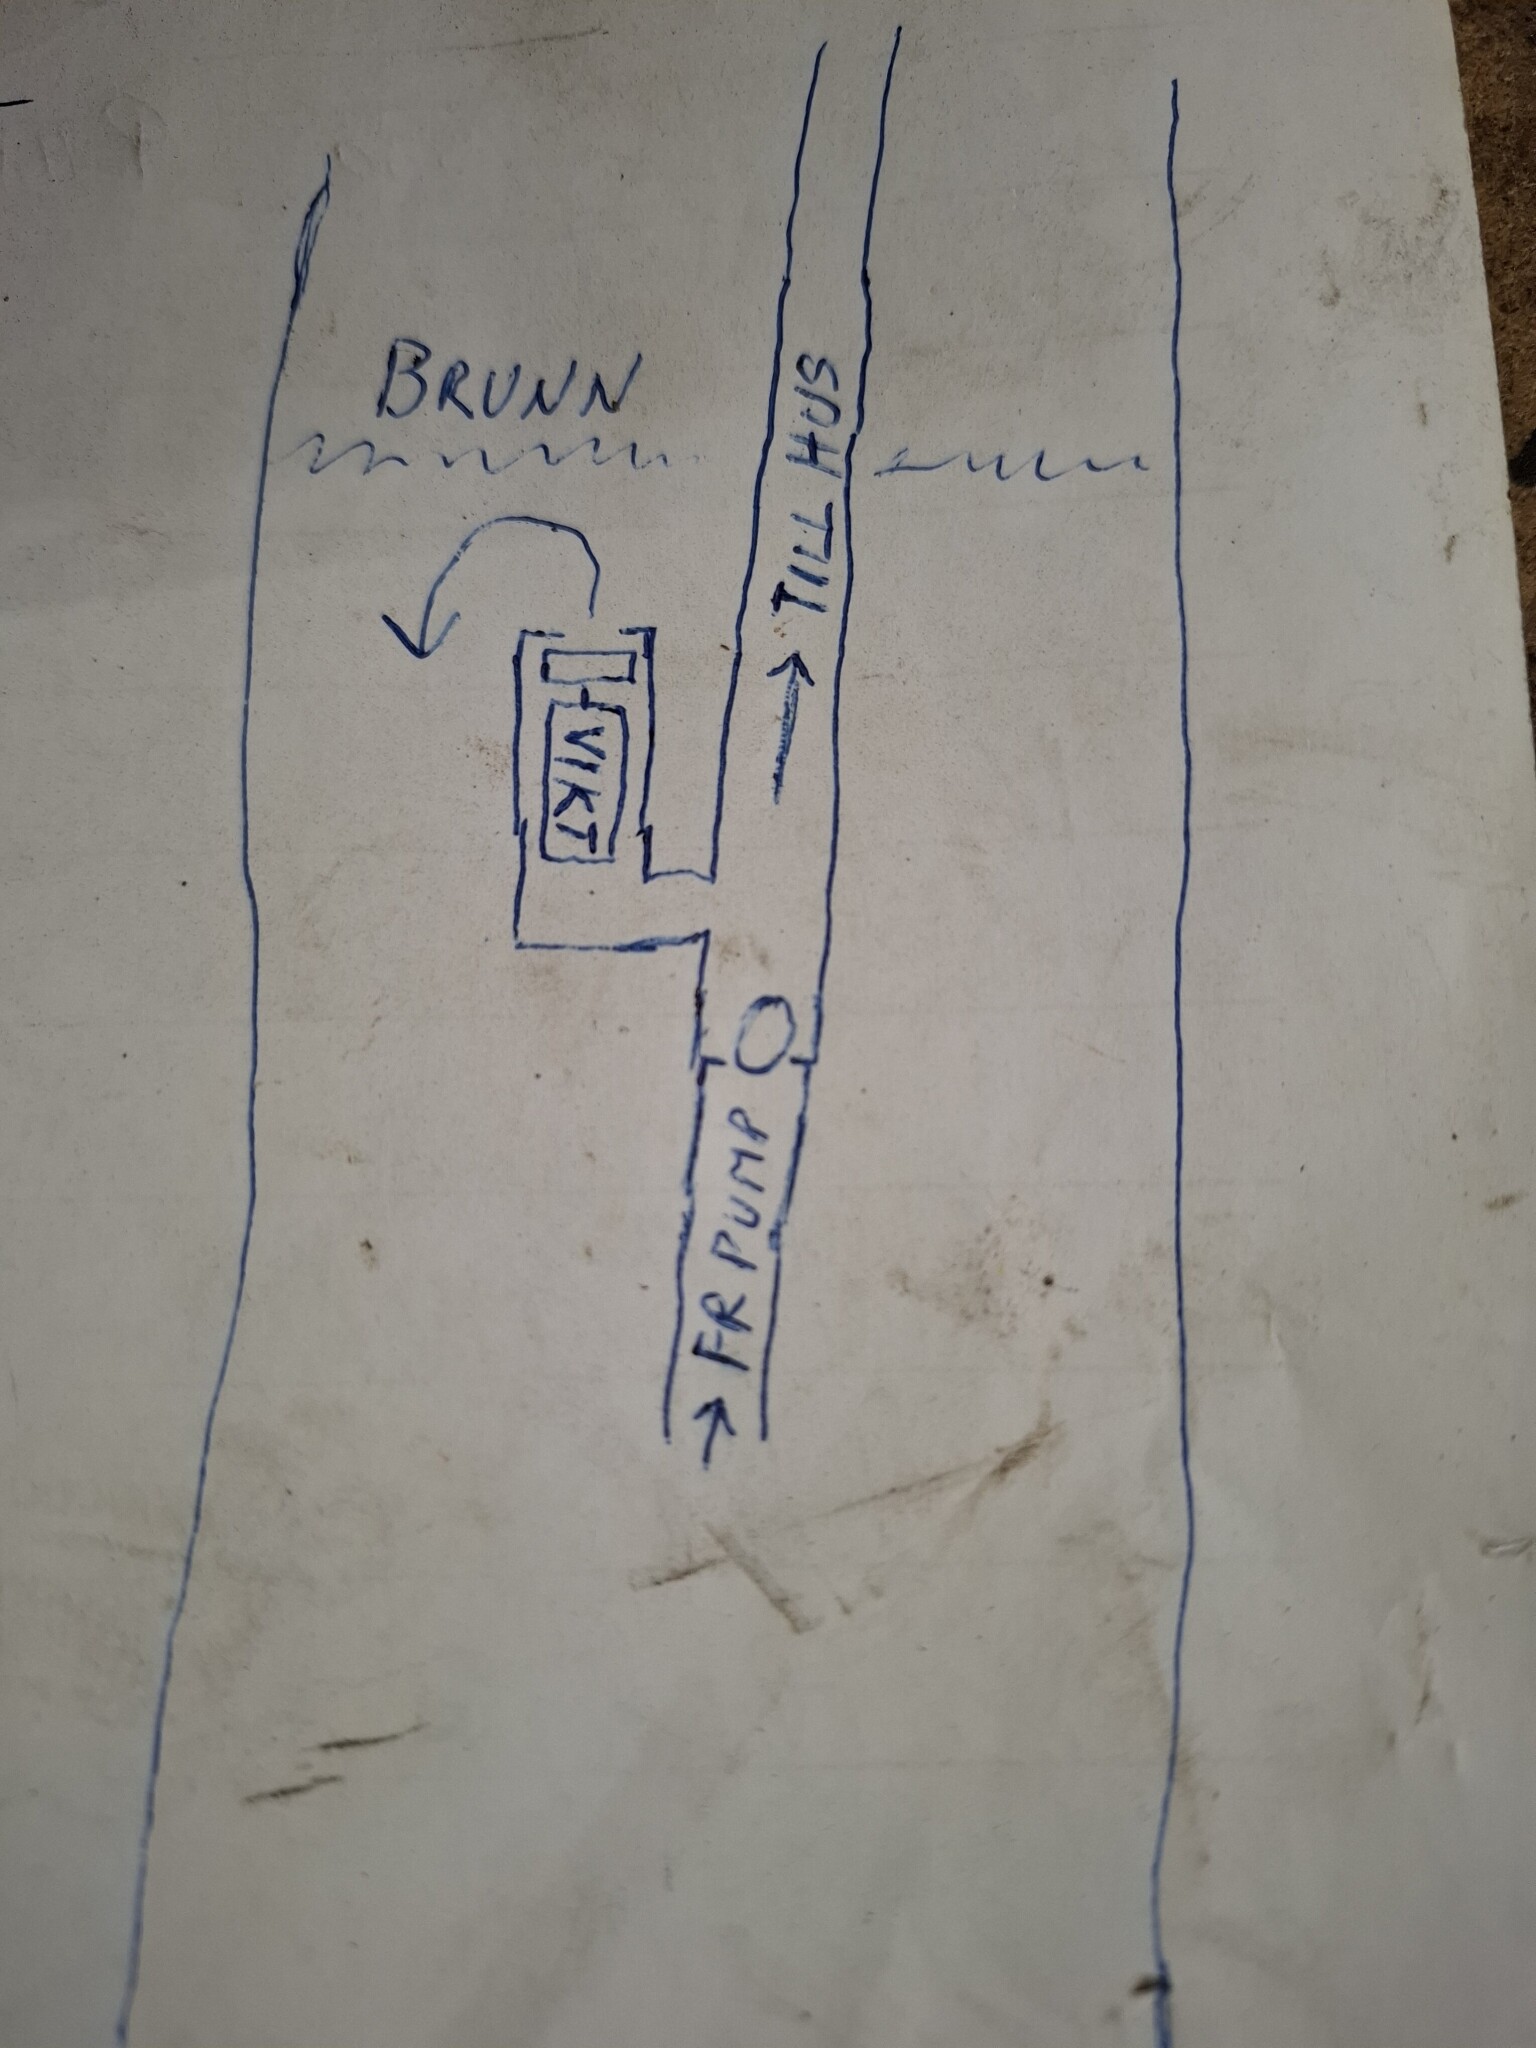 BRUNN
→ TILL HUS
VIKT
→ FR PUMP